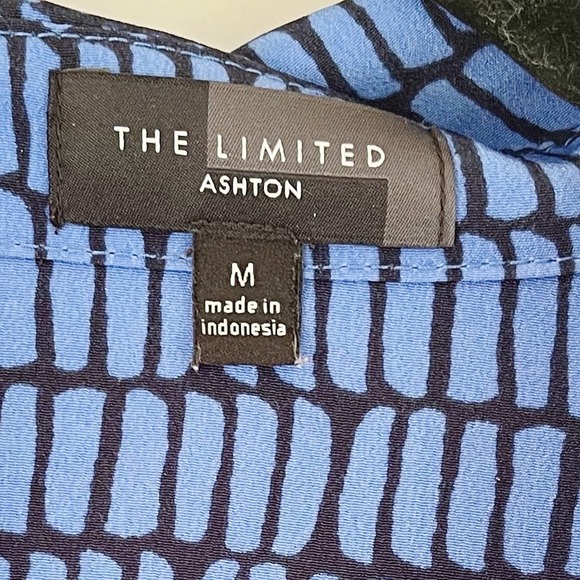 THE LIMITED
ASHTON
M
made in
indonesia